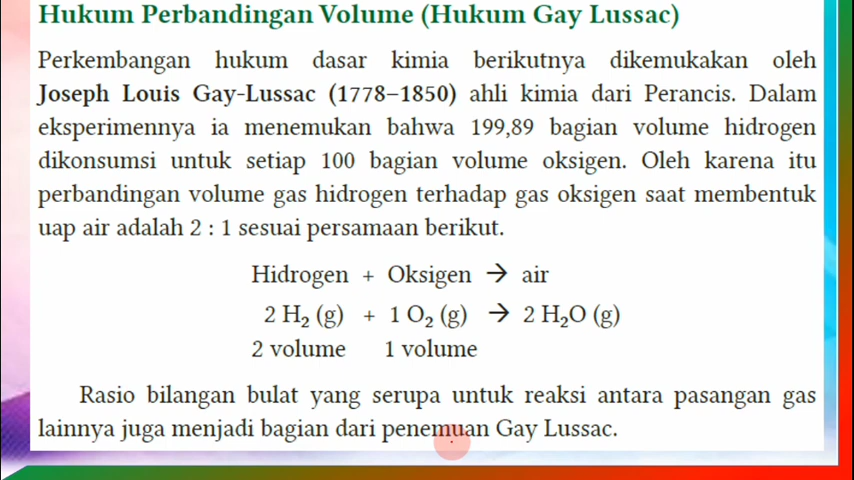 Hukum Perbandingan Volume (Hukum Gay Lussac)
Perkembangan hukum dasar kimia berikutnya dikemukakan oleh
Joseph Louis Gay-Lussac (1778–1850) ahli kimia dari Perancis. Dalam
eksperimennya ia menemukan bahwa 199,89 bagian volume hidrogen
dikonsumsi untuk setiap 100 bagian volume oksigen. Oleh karena itu
perbandingan volume gas hidrogen terhadap gas oksigen saat membentuk
uap air adalah 2 : 1 sesuai persamaan berikut.
Hidrogen + Oksigen → air
2 H₂ (g) + 1 O₂ (g) → 2 H₂O (g)
2 volume 1 volume
Rasio bilangan bulat yang serupa untuk reaksi antara pasangan gas
lainnya juga menjadi bagian dari penemuan Gay Lussac.